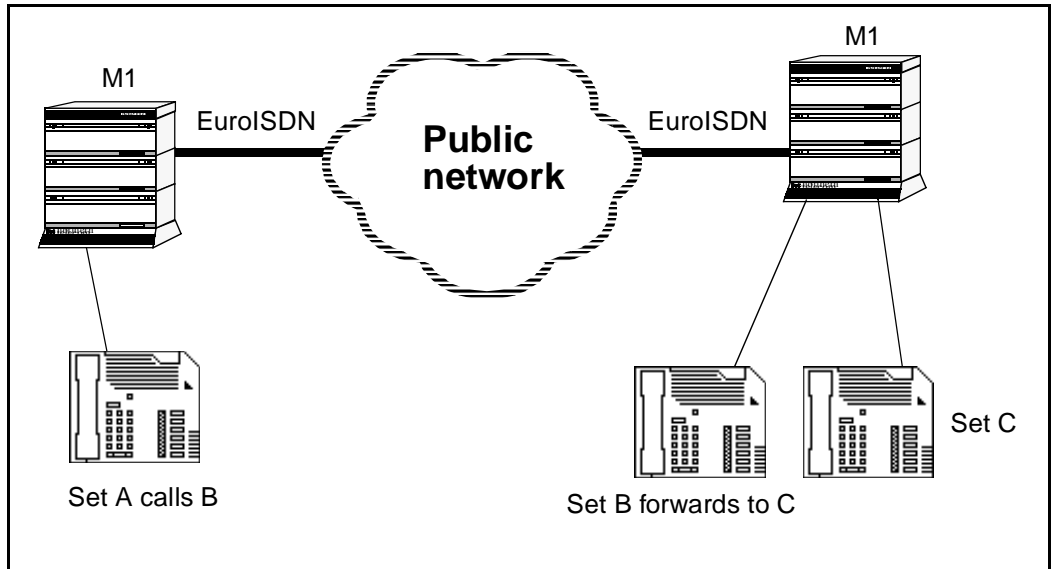 M1
M1
EuroISDN
Public
network
EuroISDN
Set C
Set A calls B
Set B forwards to C